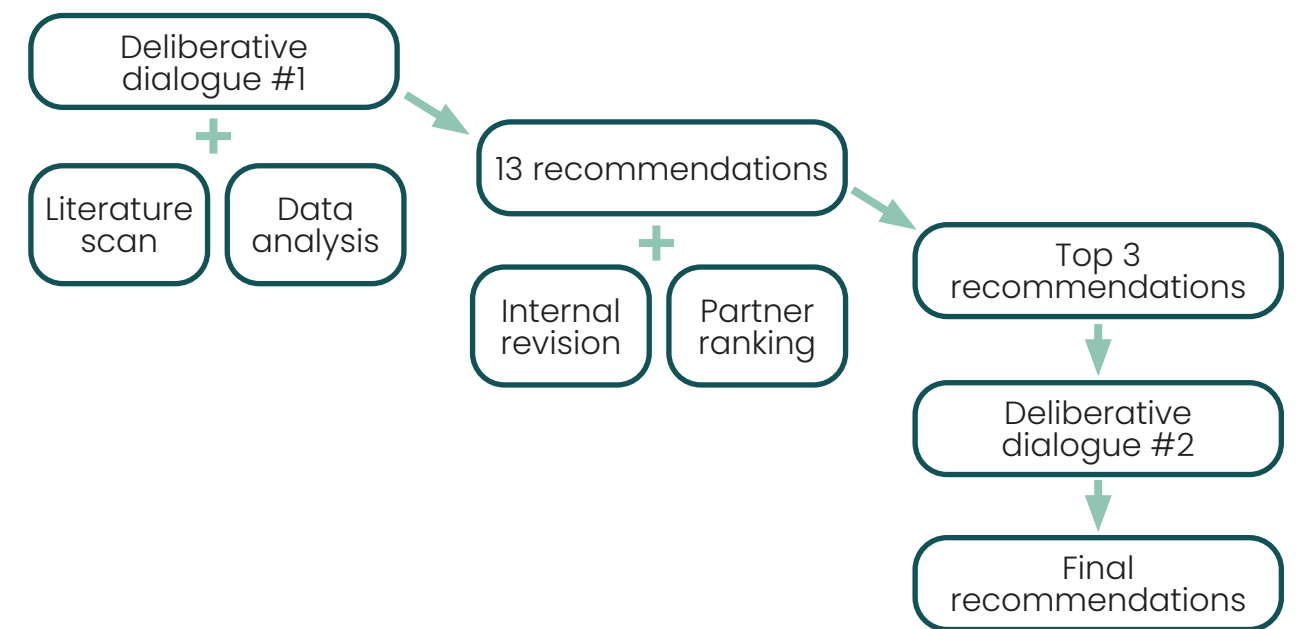 Deliberative
dialogue #1
+
Literature
scan
Data
analysis
13 recommendations
+
Internal
revision
Partner
ranking
Top 3
recommendations
Deliberative
dialogue #2
Final
recommendations